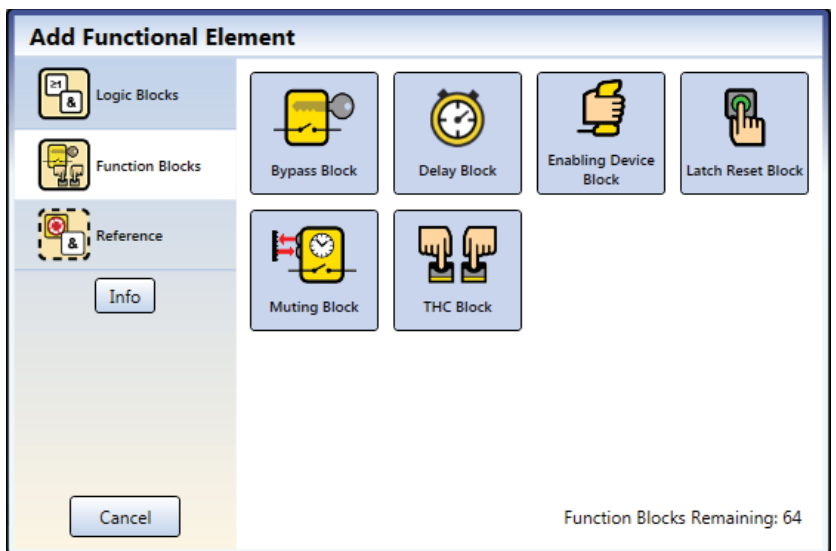 Add Functional Element
≥1
&
Logic Blocks
Function Blocks
&
Reference
Info
Cancel
Bypass Block
Delay Block
Enabling Device
Block
Latch Reset Block
Muting Block
THC Block
Function Blocks Remaining: 64